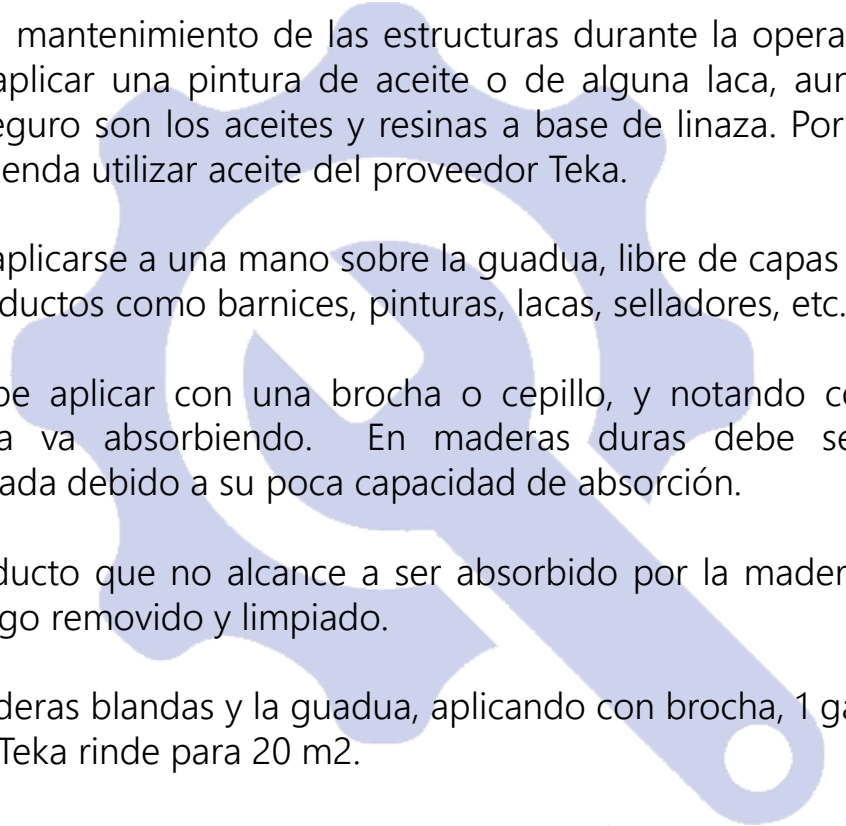 mantenimiento de las estructuras durante la opera
aplicar una pintura de aceite o de alguna laca, aun
eguro son los aceites y resinas a base de linaza. Por
ienda utilizar aceite del proveedor Teka.
aplicarse a una mano sobre la guadua, libre de capas
ductos como barnices, pinturas, lacas, selladores, etc.
be aplicar con una brocha o cepillo, y notando co
a va absorbiendo. En maderas duras debe se
ada debido a su poca capacidad de absorción.
ducto que no alcance a ser absorbido por la mader
go removido y limpiado.
deras blandas y la guadua, aplicando con brocha, 1 ga
Teka rinde para 20 m2.